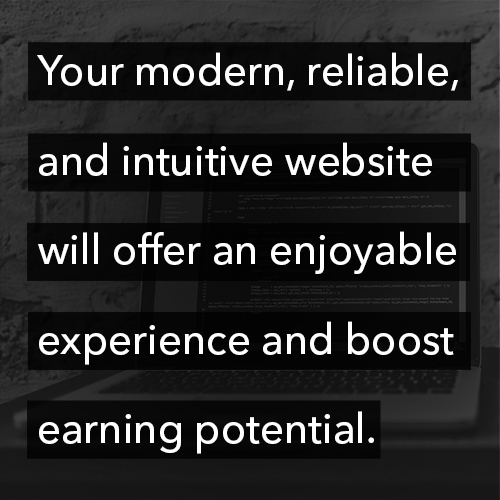 Your modern, reliable,
and intuitive website
will offer an enjoyable
experience and boost
earning potential.